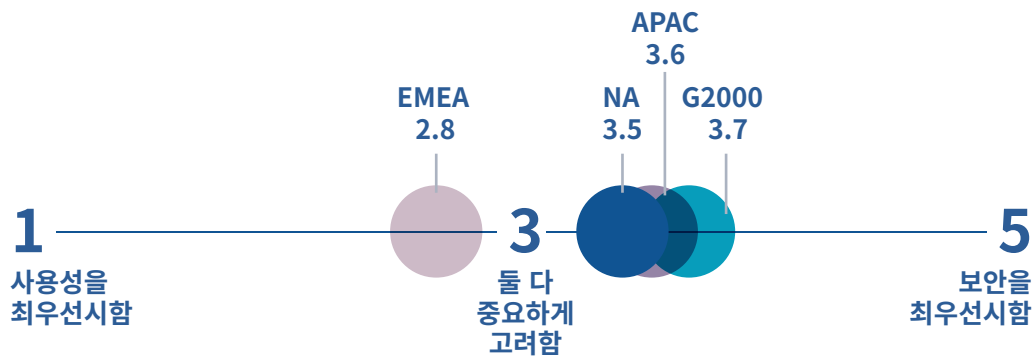 APAC
3.6
EMEA
2.8
NA
3.5
G2000
3.7
1
3
5
사용성을
최우선시함
둘 다
중요하게
고려함
보안을
최우선시함